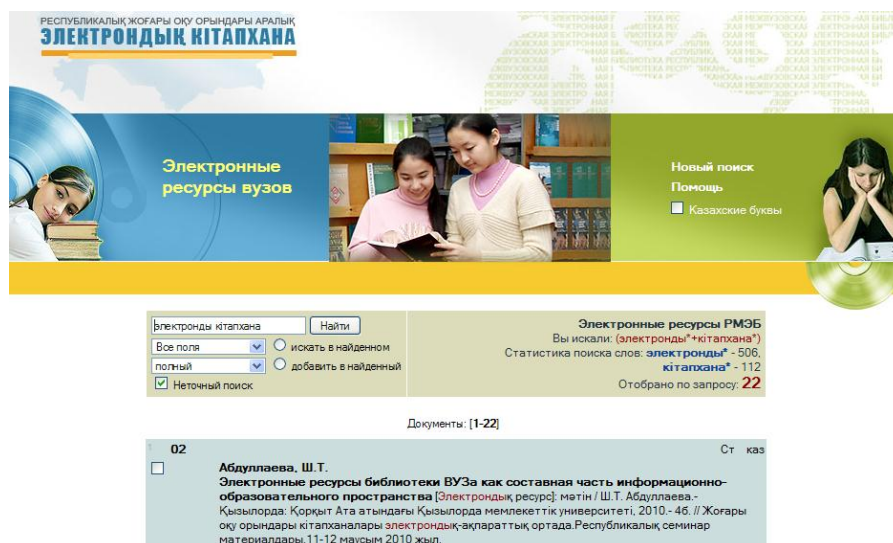 РЕСПУБЛИКАЛЫҚ ЖОҒАРЫ ОҚУ ОРЫНДАРЫ АРАЛЫҚ
ЭЛЕКТРОНДЫҚ КІТАПХАНА
Электронные
ресурсы вузов
Новый поиск
Помощь
Казахские буквы
электронды кітапхана
Найти
Все поля
искать в найденном
полный
добавить в найденный
Неточный поиск
Электронные ресурсы РМЭБ
Вы искали: (электронды*+кітапхана*)
Статистика поиска слов: электронды* - 506,
кітапхана* - 112
Отобрано по запросу: 22
Документы: [1-22]
1 02 Ст каз
Абдуллаева, Ш.Т.
Электронные ресурсы библиотеки ВУЗа как составная часть информационно-
образовательного пространства [Электрондық ресурс]: мәтін / Ш.Т. Абдуллаева.-
Қызылорда: Қорқыт Ата атындағы Қызылорда мемлекеттік университеті, 2010.- 4б. // Жоғары
оқу орындары кітапханалары электрондық-ақпараттық ортада.Республикалық семинар
материалдары.11-12 маусым 2010 жыл.